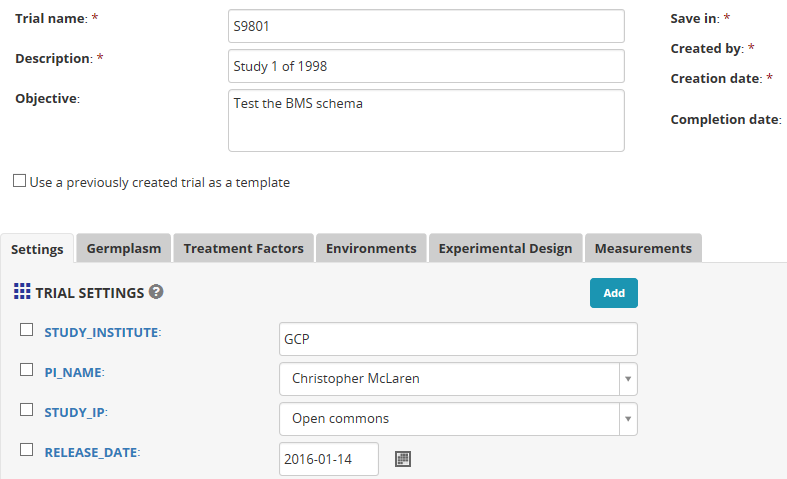 Trial name: * S9801 Save in: *
Description: * Study 1 of 1998 Created by: *
Creation date: *
Objective: Test the BMS schema
Completion date:
Use a previously created trial as a template
Settings Germplasm Treatment Factors Environments Experimental Design Measurements
TRIAL SETTINGS ? Add
STUDY_INSTITUTE: GCP
PI_NAME: Christopher McLaren
STUDY_IP: Open commons
RELEASE_DATE: 2016-01-14